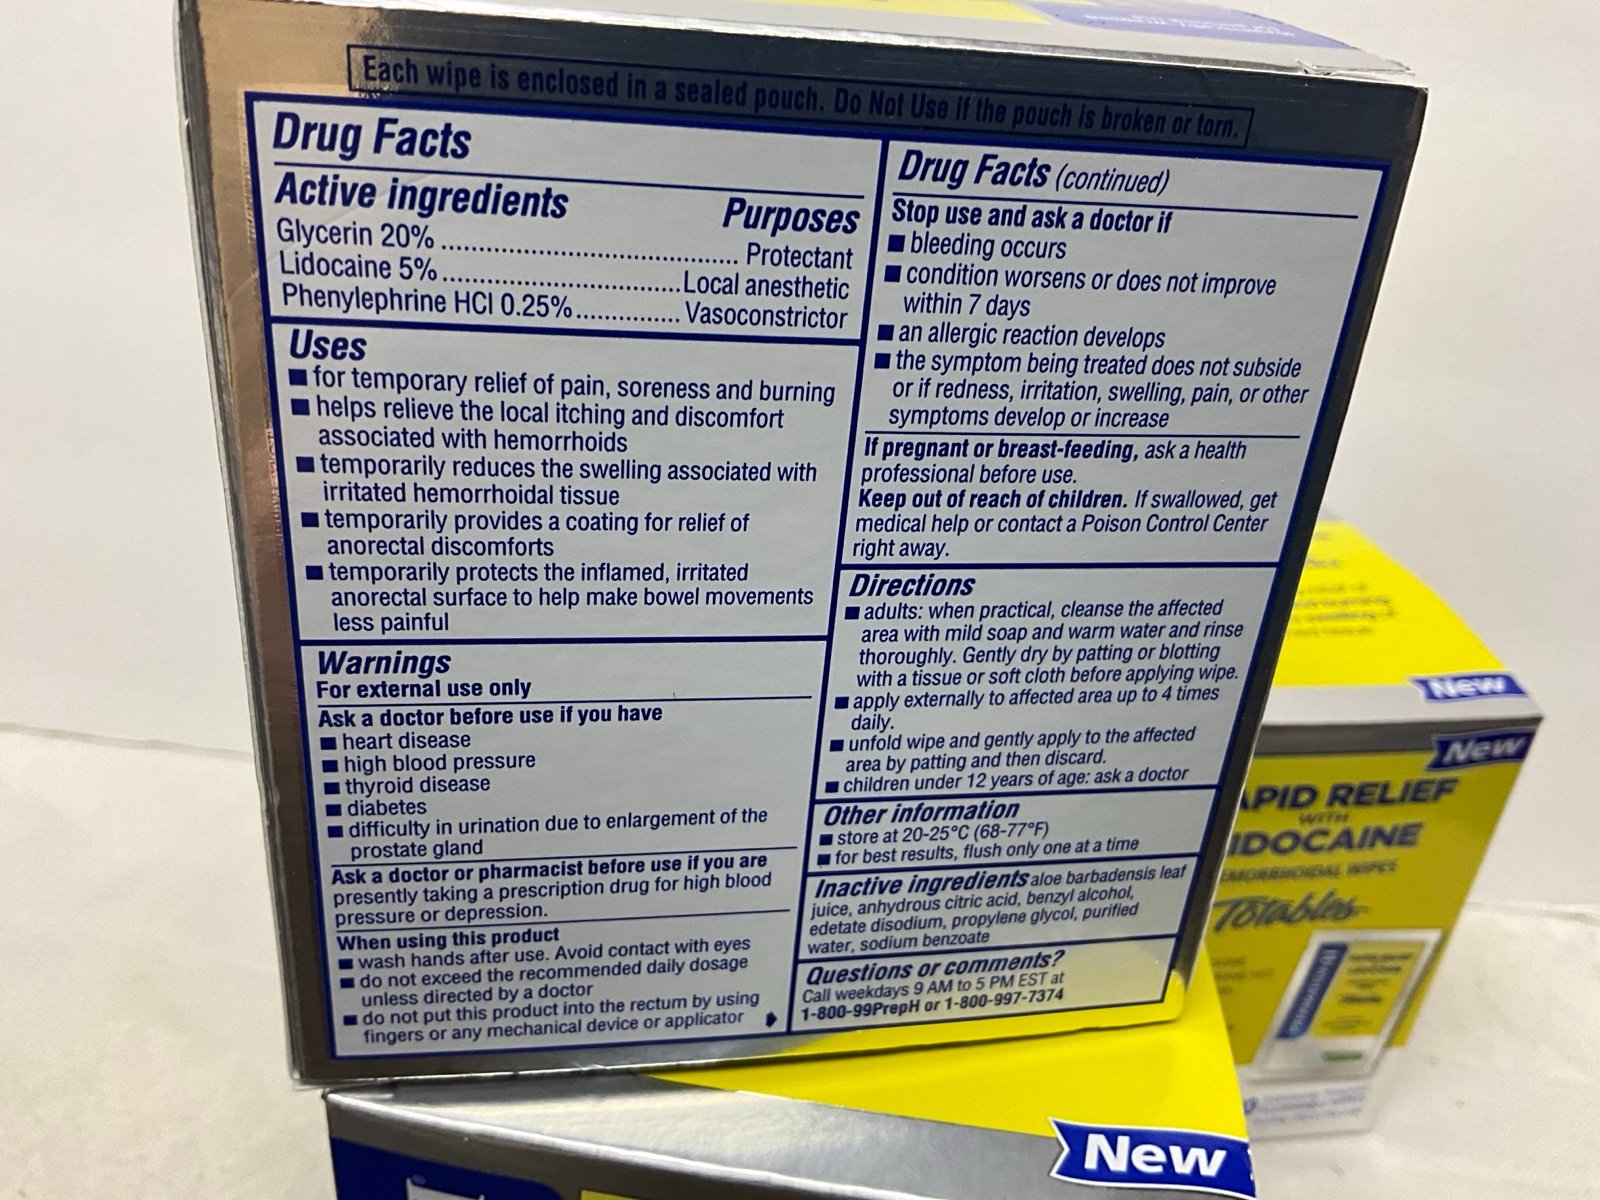 Each wipe is enclosed in a sealed pouch. Do Not Use if the pouch is broken or torn.
Drug Facts
Active ingredients Purposes
Glycerin 20% .......................................... Protectant
Lidocaine 5% .................................. Local anesthetic
Phenylephrine HCl 0.25% ............... Vasoconstrictor
Uses
■ for temporary relief of pain, soreness and burning
■ helps relieve the local itching and discomfort
associated with hemorrhoids
■ temporarily reduces the swelling associated with
irritated hemorrhoidal tissue
■ temporarily provides a coating for relief of
anorectal discomforts
■ temporarily protects the inflamed, irritated
anorectal surface to help make bowel movements
less painful
Warnings
For external use only
Ask a doctor before use if you have
■ heart disease
■ high blood pressure
■ thyroid disease
■ diabetes
■ difficulty in urination due to enlargement of the
prostate gland
Ask a doctor or pharmacist before use if you are
presently taking a prescription drug for high blood
pressure or depression.
When using this product
■ wash hands after use. Avoid contact with eyes
■ do not exceed the recommended daily dosage
unless directed by a doctor
■ do not put this product into the rectum by using
fingers or any mechanical device or applicator
Drug Facts (continued)
Stop use and ask a doctor if
■ bleeding occurs
■ condition worsens or does not improve
within 7 days
■ an allergic reaction develops
■ the symptom being treated does not subside
or if redness, irritation, swelling, pain, or other
symptoms develop or increase
If pregnant or breast-feeding, ask a health
professional before use.
Keep out of reach of children. If swallowed, get
medical help or contact a Poison Control Center
right away.
Directions
■ adults: when practical, cleanse the affected
area with mild soap and warm water and rinse
thoroughly. Gently dry by patting or blotting
with a tissue or soft cloth before applying wipe.
■ apply externally to affected area up to 4 times
daily.
■ unfold wipe and gently apply to the affected
area by patting and then discard.
■ children under 12 years of age: ask a doctor
Other information
■ store at 20-25°C (68-77°F)
■ for best results, flush only one at a time
Inactive ingredients aloe barbadensis leaf
juice, anhydrous citric acid, benzyl alcohol,
edetate disodium, propylene glycol, purified
water, sodium benzoate
Questions or comments?
Call weekdays 9 AM to 5 PM EST at
1-800-99PrepH or 1-800-997-7374
New
New
APID RELIEF
WITH
IDOCAINE
EMORRHOIDAL WIPES
Totables
New